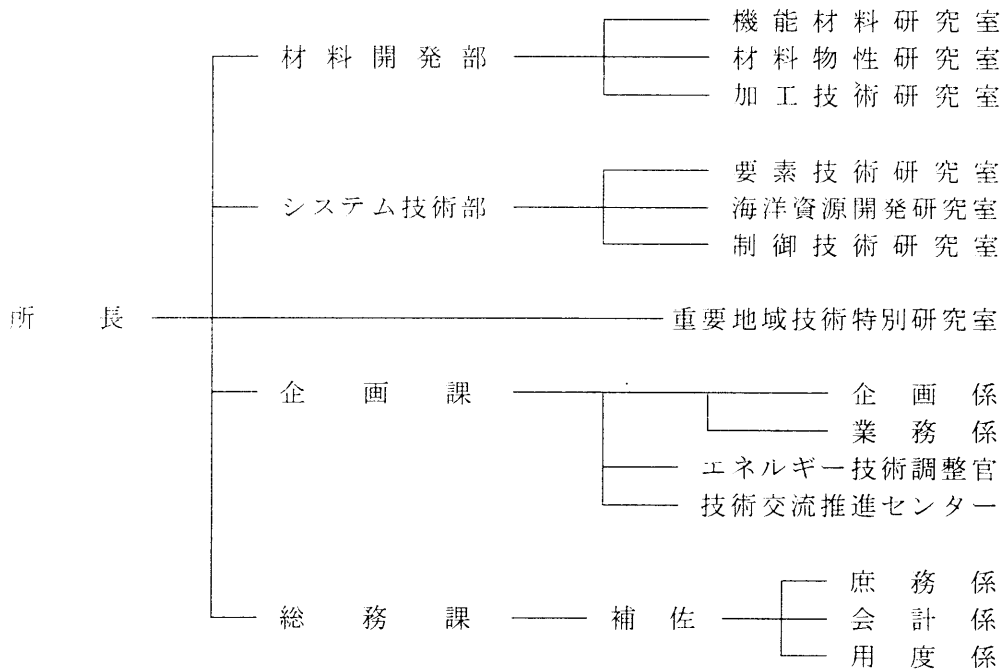 機能材料研究室
材料開発部 材料物性研究室
加工技術研究室
要素技術研究室
システム技術部 海洋資源開発研究室
制御技術研究室
所長 重要地域技術特別研究室
企画課 企画係
業務係
エネルギー技術調整官
技術交流推進センター
庶務係
総務課 補佐 会計係
用度係